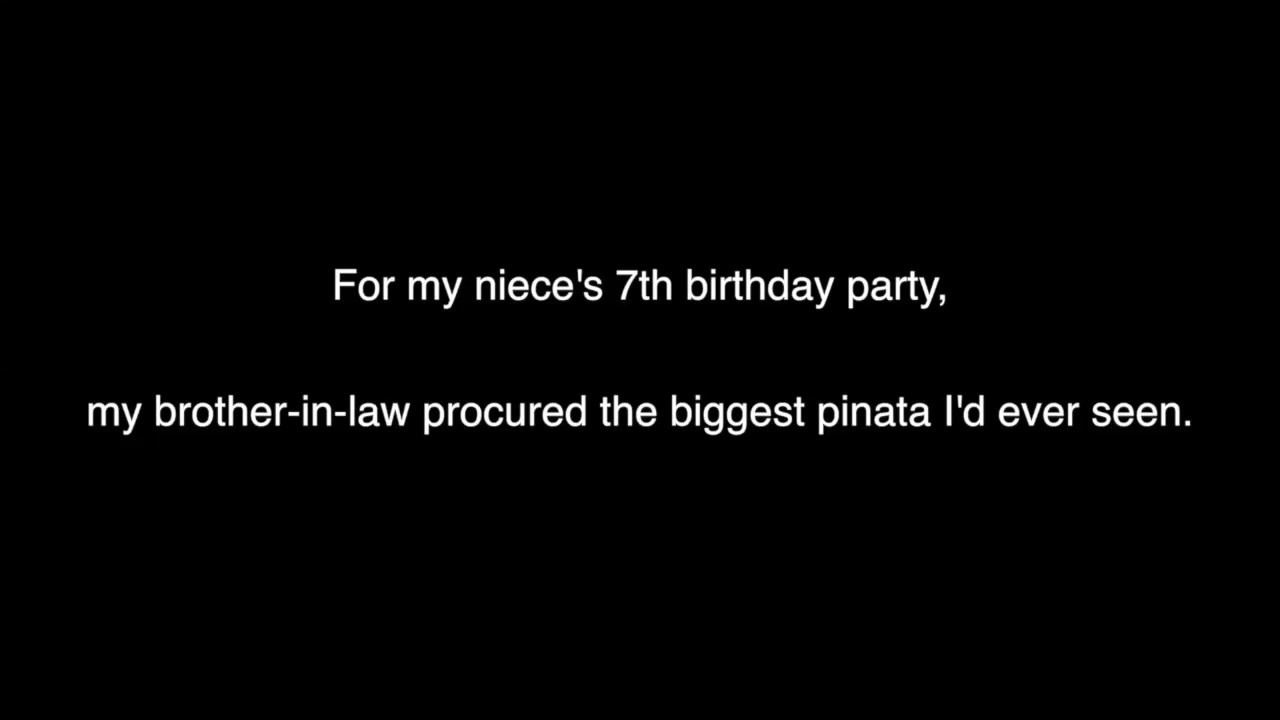 For my niece's 7th birthday party,
my brother-in-law procured the biggest pinata I'd ever seen.